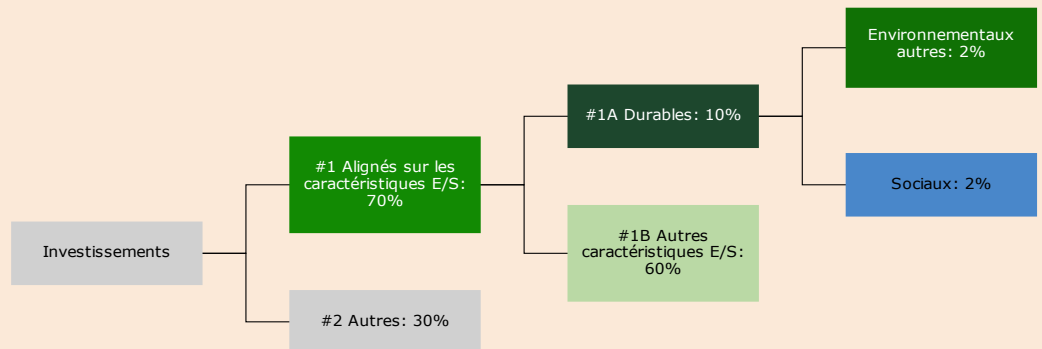 Investissements
#1 Alignés sur les
caractéristiques E/S:
70%
#2 Autres: 30%
#1A Durables: 10%
#1B Autres
caractéristiques E/S:
60%
Environnementaux
autres: 2%
Sociaux: 2%